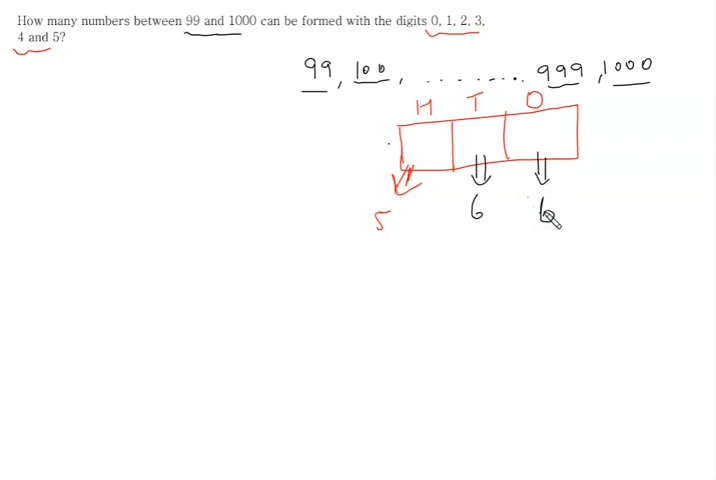 How many numbers between 99 and 1000 can be formed with the digits 0, 1, 2, 3,
4 and 5?
99, 100, ........ 999, 1000
H T O
5 6 6